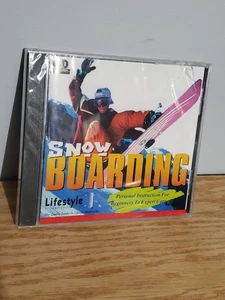 SNOW
BOARDING
Lifestyle
Personal Instruction For
Beginners To Expert